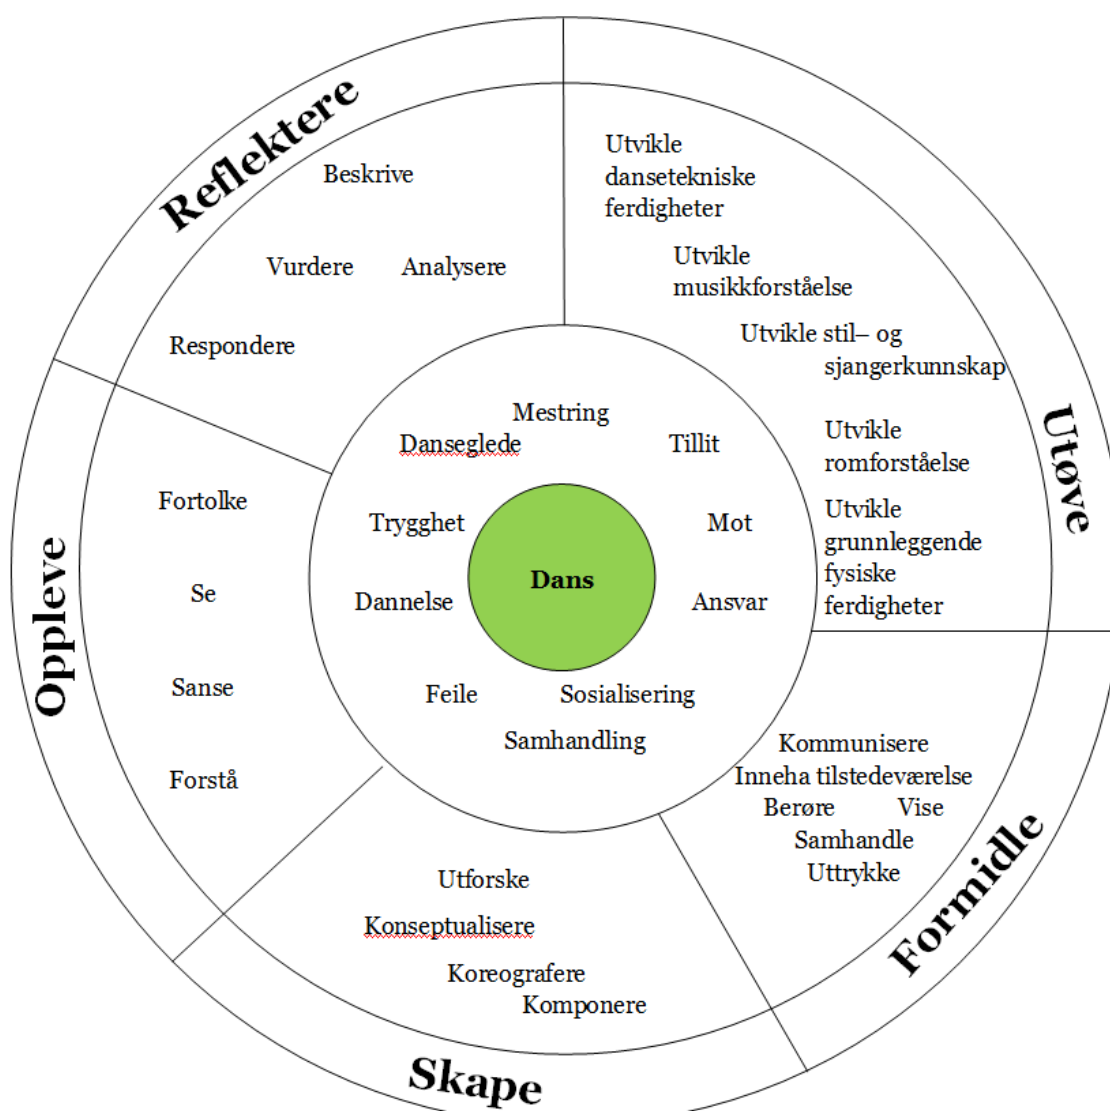 Reflektere
Beskrive
Vurdere
Analysere
Respondere
Utøve
Utvikle
dansetekniske
ferdigheter
Utvikle
musikkforståelse
Utvikle stil– og
sjangerkunnskap
Utvikle
romforståelse
Utvikle
grunnleggende
fysiske
ferdigheter
Formidle
Kommunisere
Inneha tilstedeværelse
Berøre
Vise
Samhandle
Uttrykke
Skape
Utforske
Konseptualisere
Koreografere
Komponere
Oppleve
Fortolke
Se
Sanse
Forstå
Mestring
Danseglede
Tillit
Trygghet
Mot
Dans
Dannelse
Ansvar
Feile
Sosialisering
Samhandling